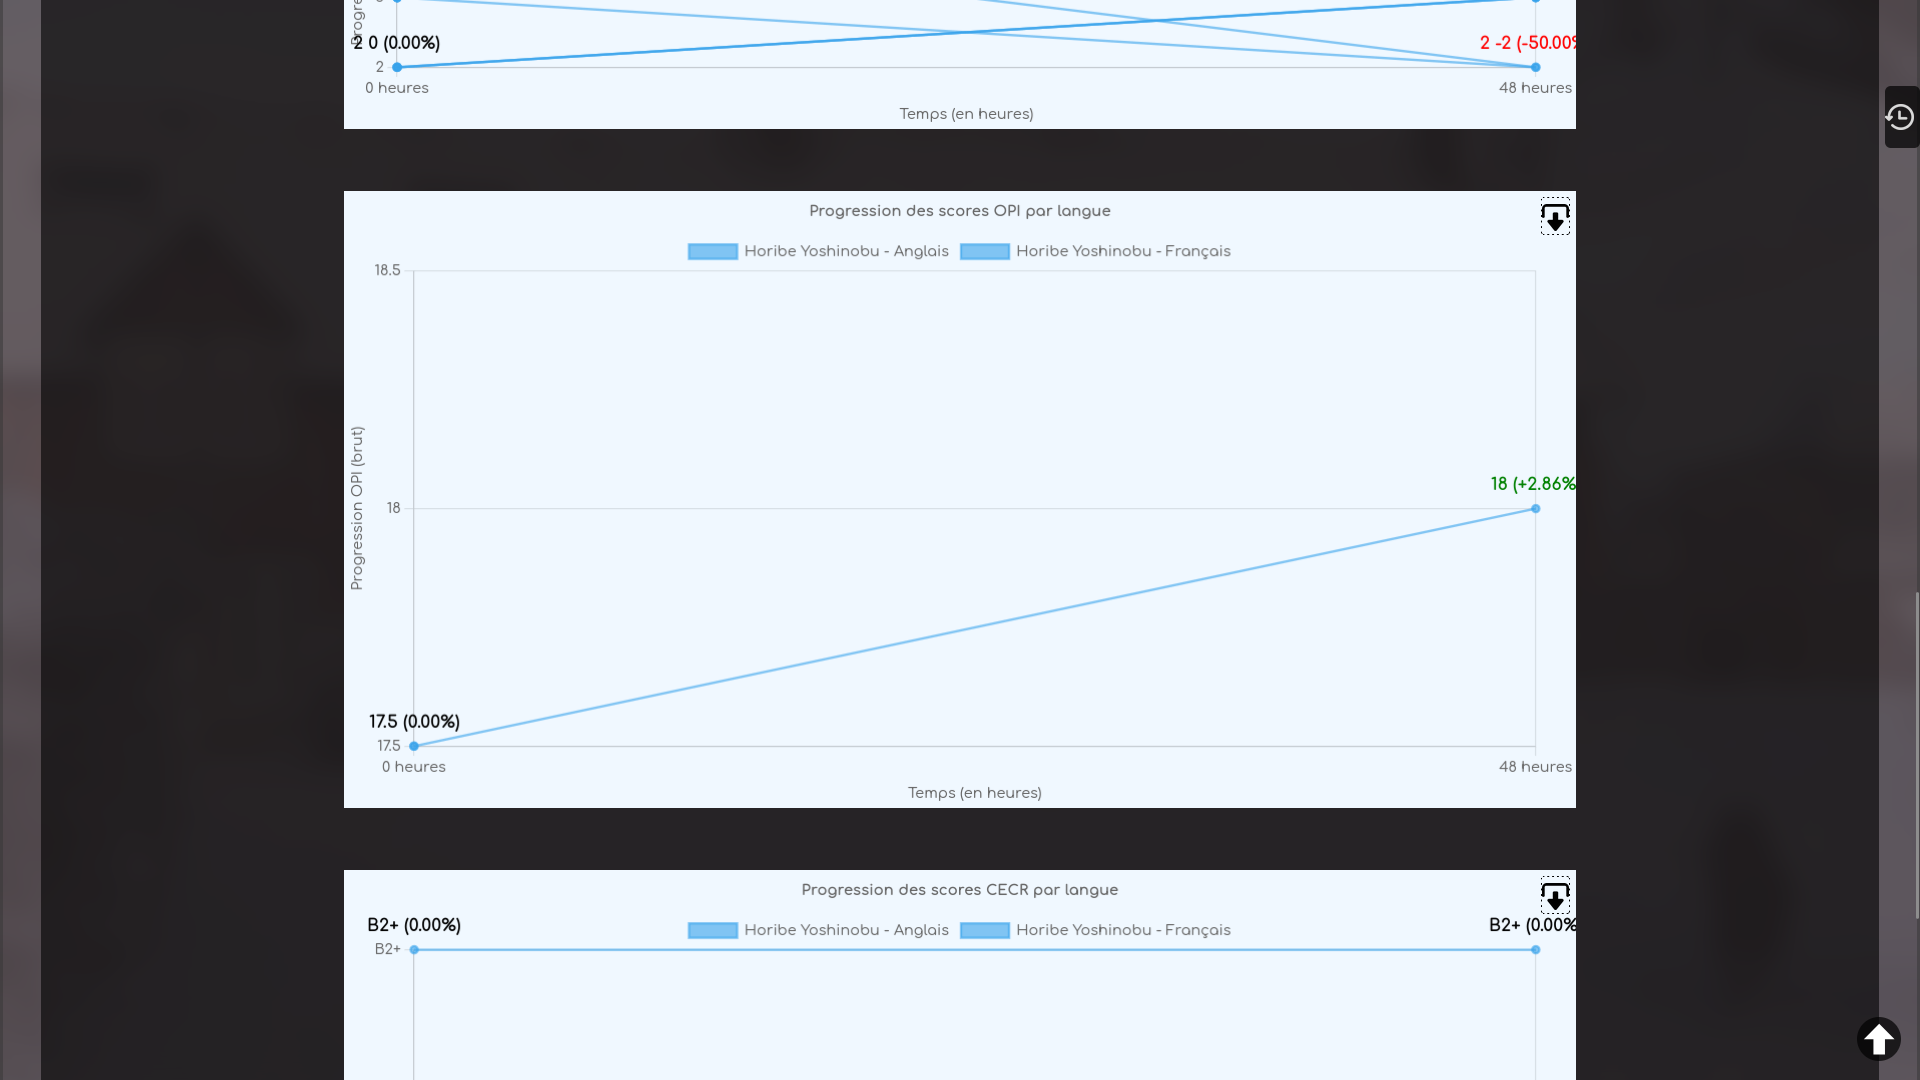 Progre
2 0 (0.00%)
2 -2 (-50.00%
2
0 heures
48 heures
Temps (en heures)
Progression des scores OPI par langue
Horibe Yoshinobu - Anglais
Horibe Yoshinobu - Français
18.5
Progression OPI (brut)
18 (+2.86%
18
17.5 (0.00%)
17.5
0 heures
48 heures
Temps (en heures)
Progression des scores CECR par langue
B2+ (0.00%)
Horibe Yoshinobu - Anglais
Horibe Yoshinobu - Français
B2+ (0.00%
B2+